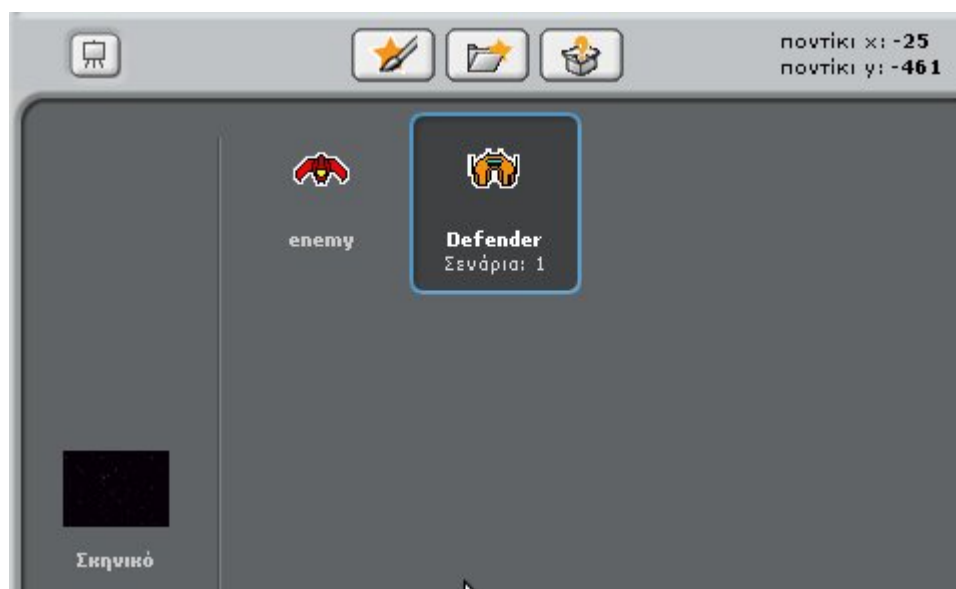 ποντίκι x: -25
ποντίκι y: -461
enemy
Defender
Σενάρια: 1
Σκηνικό